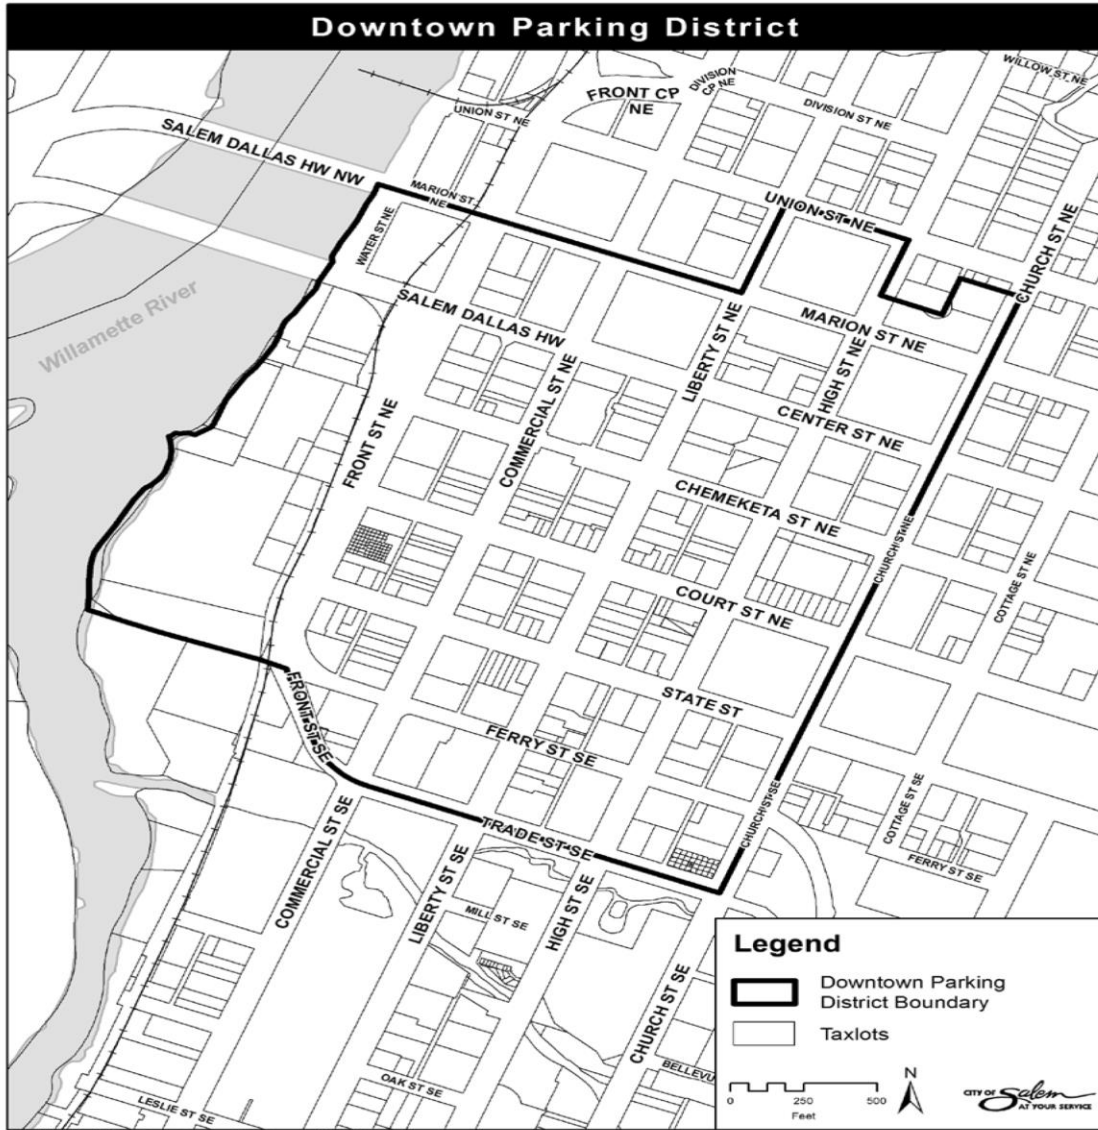 Downtown Parking District
WILLOW ST NE
DIVISION
CP NE
FRONT CP
NE
DIVISION ST NE
UNION ST NE
SALEM DALLAS HW NW
MARION ST
NE
UNION ST NE
CHURCH ST NE
WATER ST NE
Willamette River
SALEM DALLAS HW
MARION ST NE
LIBERTY ST NE
HIGH ST NE
COMMERCIAL ST NE
CENTER ST NE
FRONT ST NE
CHEMEKETA ST NE
CHURCH ST NE
COTTAGE ST NE
COURT ST NE
STATE ST
FRONT ST SE
FERRY ST SE
CHURCH ST SE
COTTAGE ST SE
TRADE ST SE
FERRY ST SE
COMMERCIAL ST SE
LIBERTY ST SE
HIGH ST SE
MILL ST SE
CHURCH ST SE
BELLEVU
OAK ST SE
LESLIE ST SE
Legend
Downtown Parking
District Boundary
Taxlots
N
0 250 500
Feet
CITY OF Salem
AT YOUR SERVICE